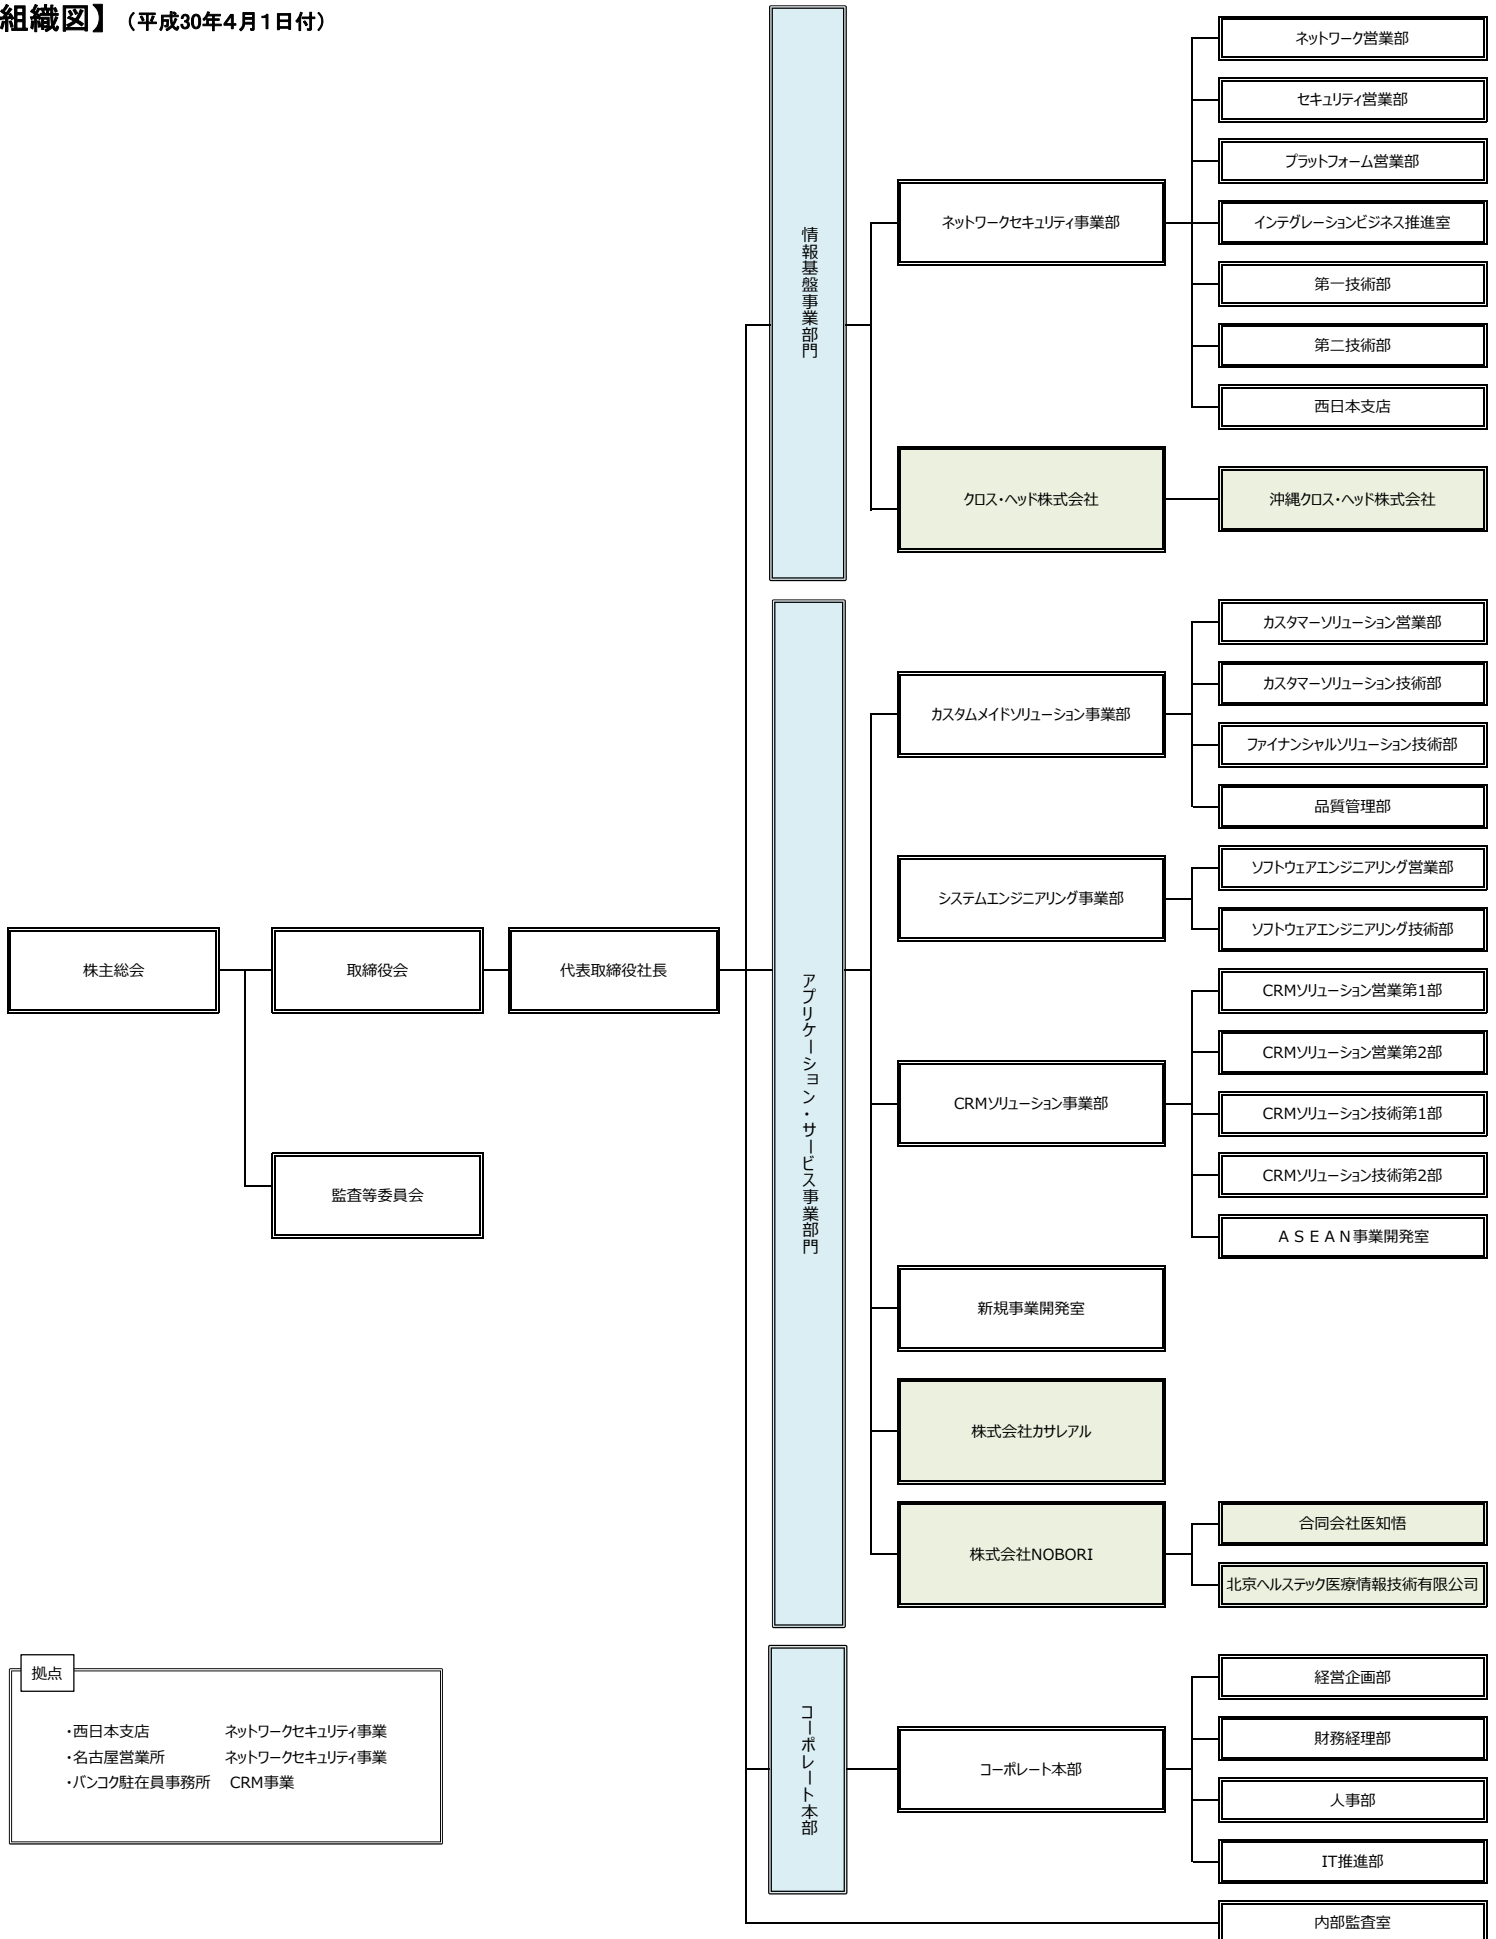 組織図】（平成30年4月1日付）
情報基盤事業部門
ネットワークセキュリティ事業部
ネットワーク営業部
セキュリティ営業部
プラットフォーム営業部
インテグレーションビジネス推進室
第一技術部
第二技術部
西日本支店
クロス・ヘッド株式会社
沖縄クロス・ヘッド株式会社
株主総会
取締役会
代表取締役社長
監査等委員会
アプリケーション・サービス事業部門
カスタムメイドソリューション事業部
カスタマーソリューション営業部
カスタマーソリューション技術部
ファイナンシャルソリューション技術部
品質管理部
システムエンジニアリング事業部
ソフトウェアエンジニアリング営業部
ソフトウェアエンジニアリング技術部
CRMソリューション事業部
CRMソリューション営業第1部
CRMソリューション営業第2部
CRMソリューション技術第1部
CRMソリューション技術第2部
ＡＳＥＡＮ事業開発室
新規事業開発室
株式会社カサレアル
株式会社NOBORI
合同会社医知悟
北京ヘルステック医療情報技術有限公司
コーポレート本部
コーポレート本部
経営企画部
財務経理部
人事部
IT推進部
内部監査室
拠点
・西日本支店 ネットワークセキュリティ事業
・名古屋営業所 ネットワークセキュリティ事業
・バンコク駐在員事務所 CRM事業